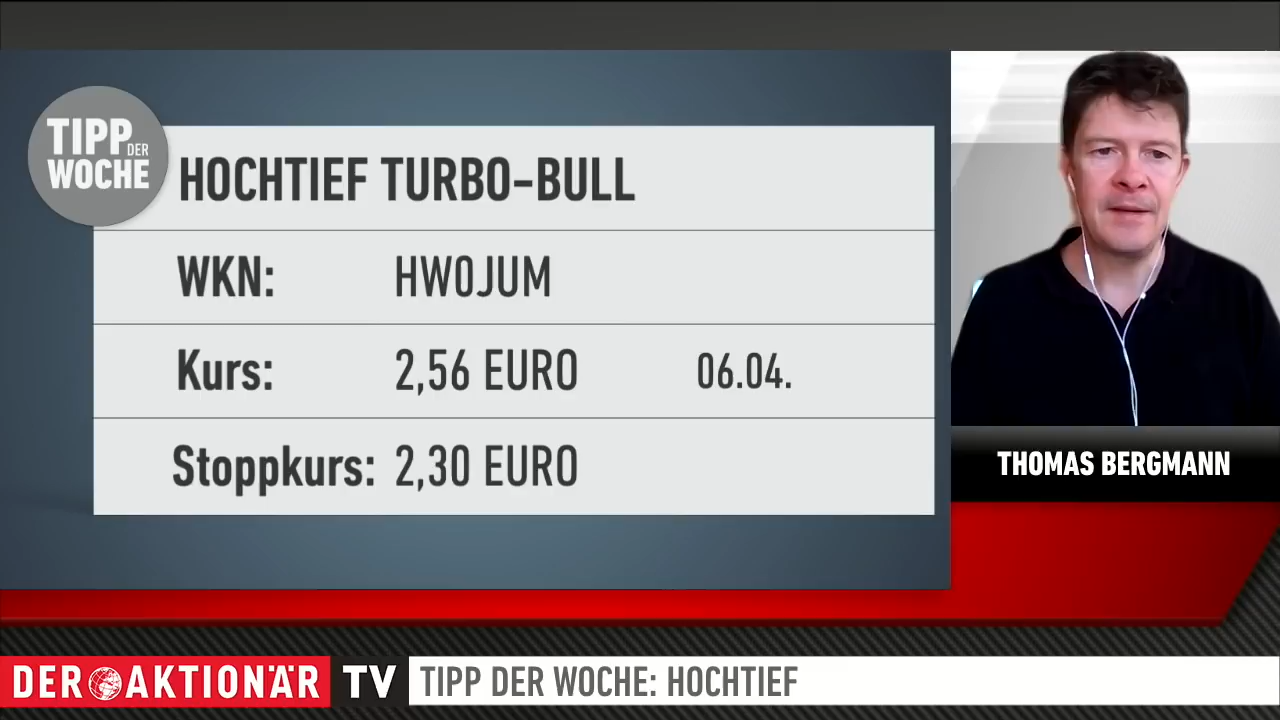 TIPP DER
WOCHE
HOCHTIEF TURBO-BULL
WKN: HW0JUM
Kurs: 2,56 EURO 06.04.
Stoppkurs: 2,30 EURO
THOMAS BERGMANN
DER AKTIONÄR TV TIPP DER WOCHE: HOCHTIEF